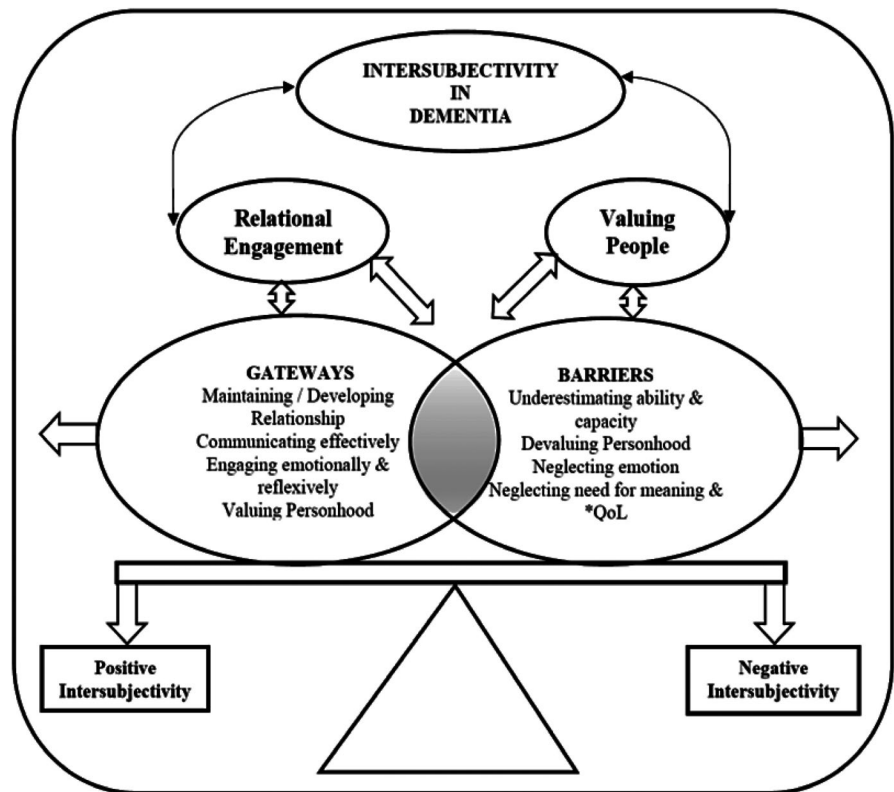 INTERSUBJECTIVITY
IN
DEMENTIA
Relational
Engagement
Valuing
People
GATEWAYS
Maintaining / Developing
Relationship
Communicating effectively
Engaging emotionally &
reflexively
Valuing Personhood
BARRIERS
Underestimating ability &
capacity
Devaluing Personhood
Neglecting emotion
Neglecting need for meaning &
*QoL
Positive
Intersubjectivity
Negative
Intersubjectivity